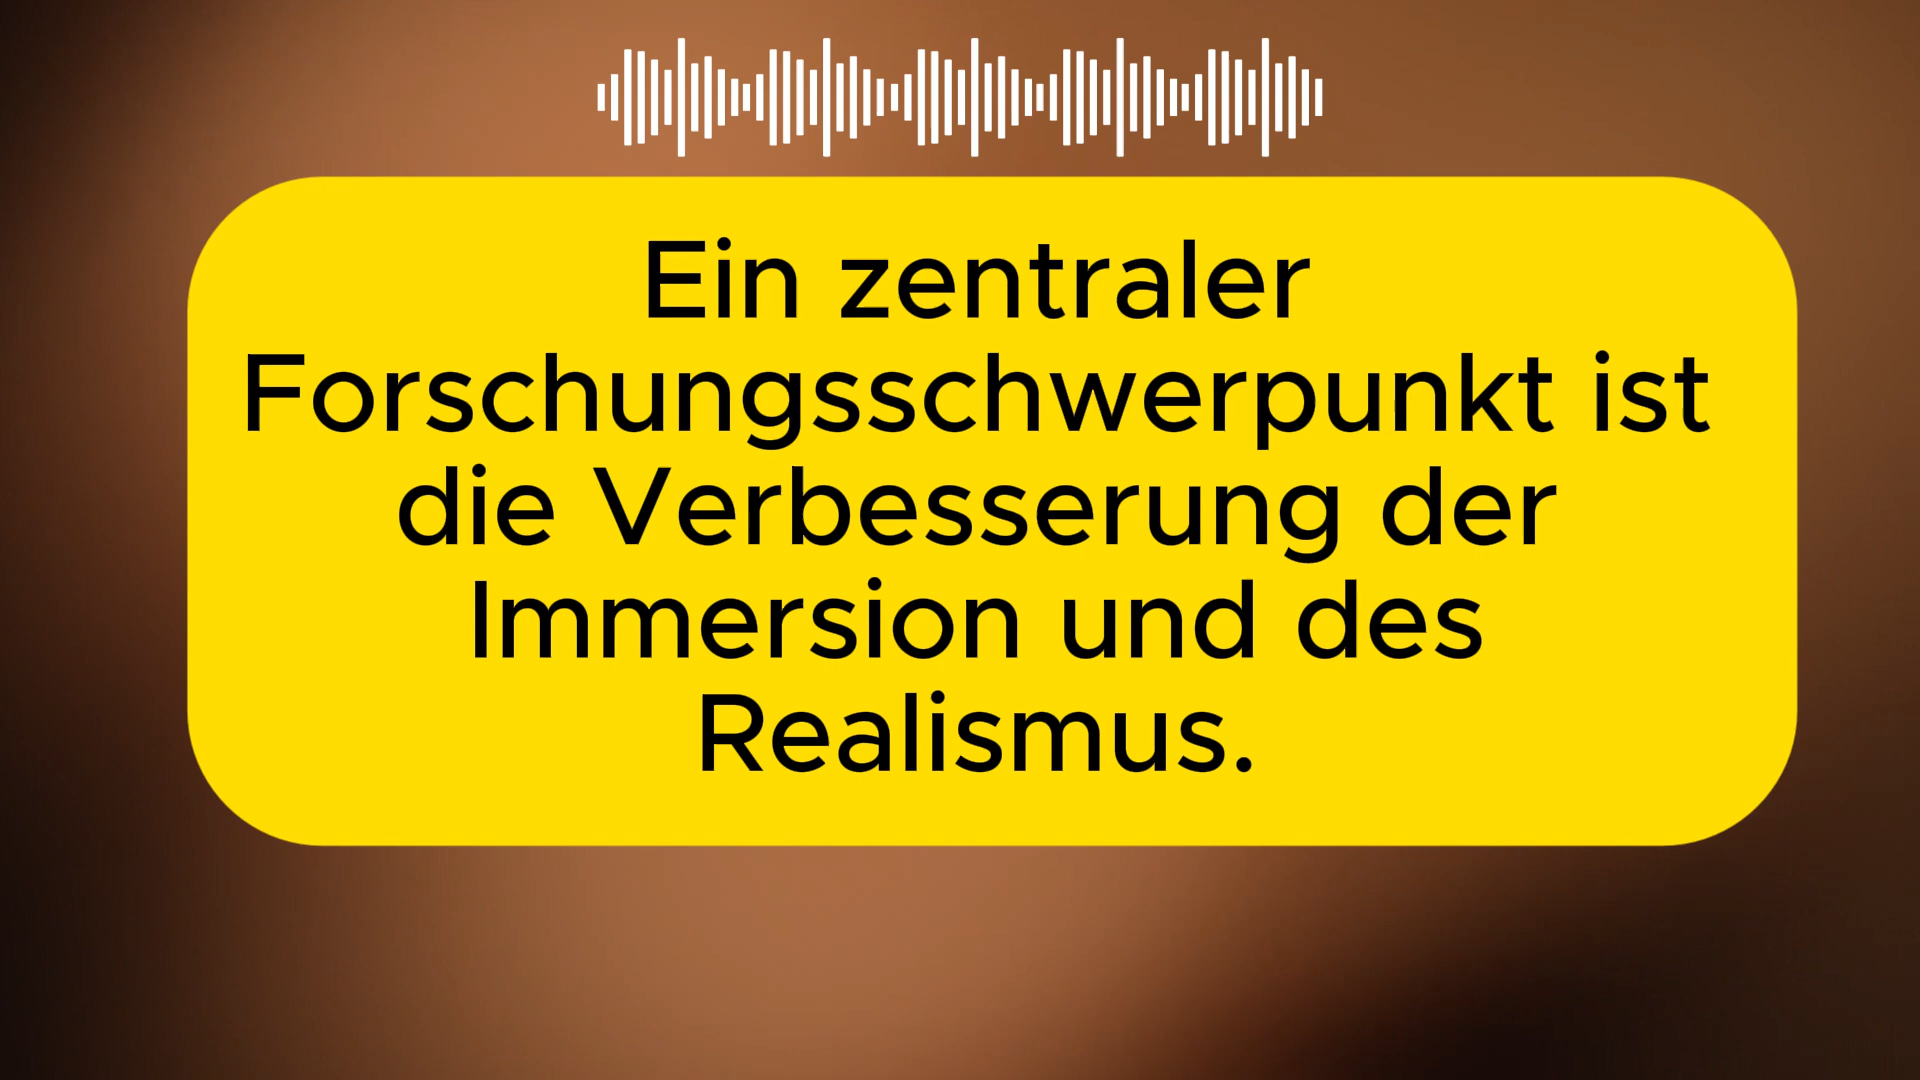 Ein zentraler
Forschungsschwerpunkt ist
die Verbesserung der
Immersion und des
Realismus.